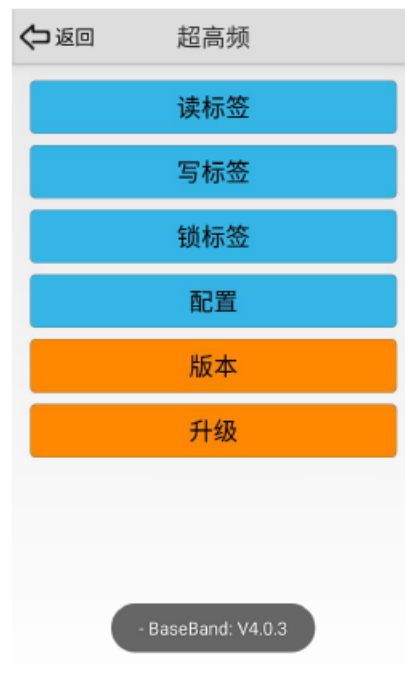 返回 超高频
读标签
写标签
锁标签
配置
版本
升级
- BaseBand: V4.0.3